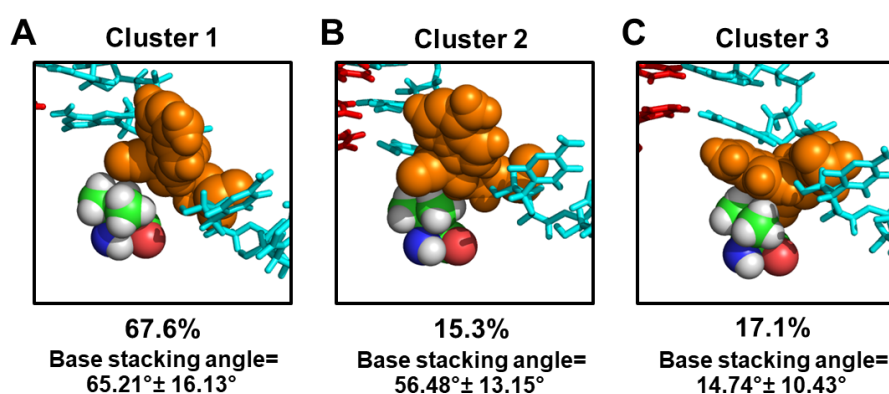 A Cluster 1
B Cluster 2
C Cluster 3
67.6%
Base stacking angle=
65.21°± 16.13°
15.3%
Base stacking angle=
56.48°± 13.15°
17.1%
Base stacking angle=
14.74°± 10.43°